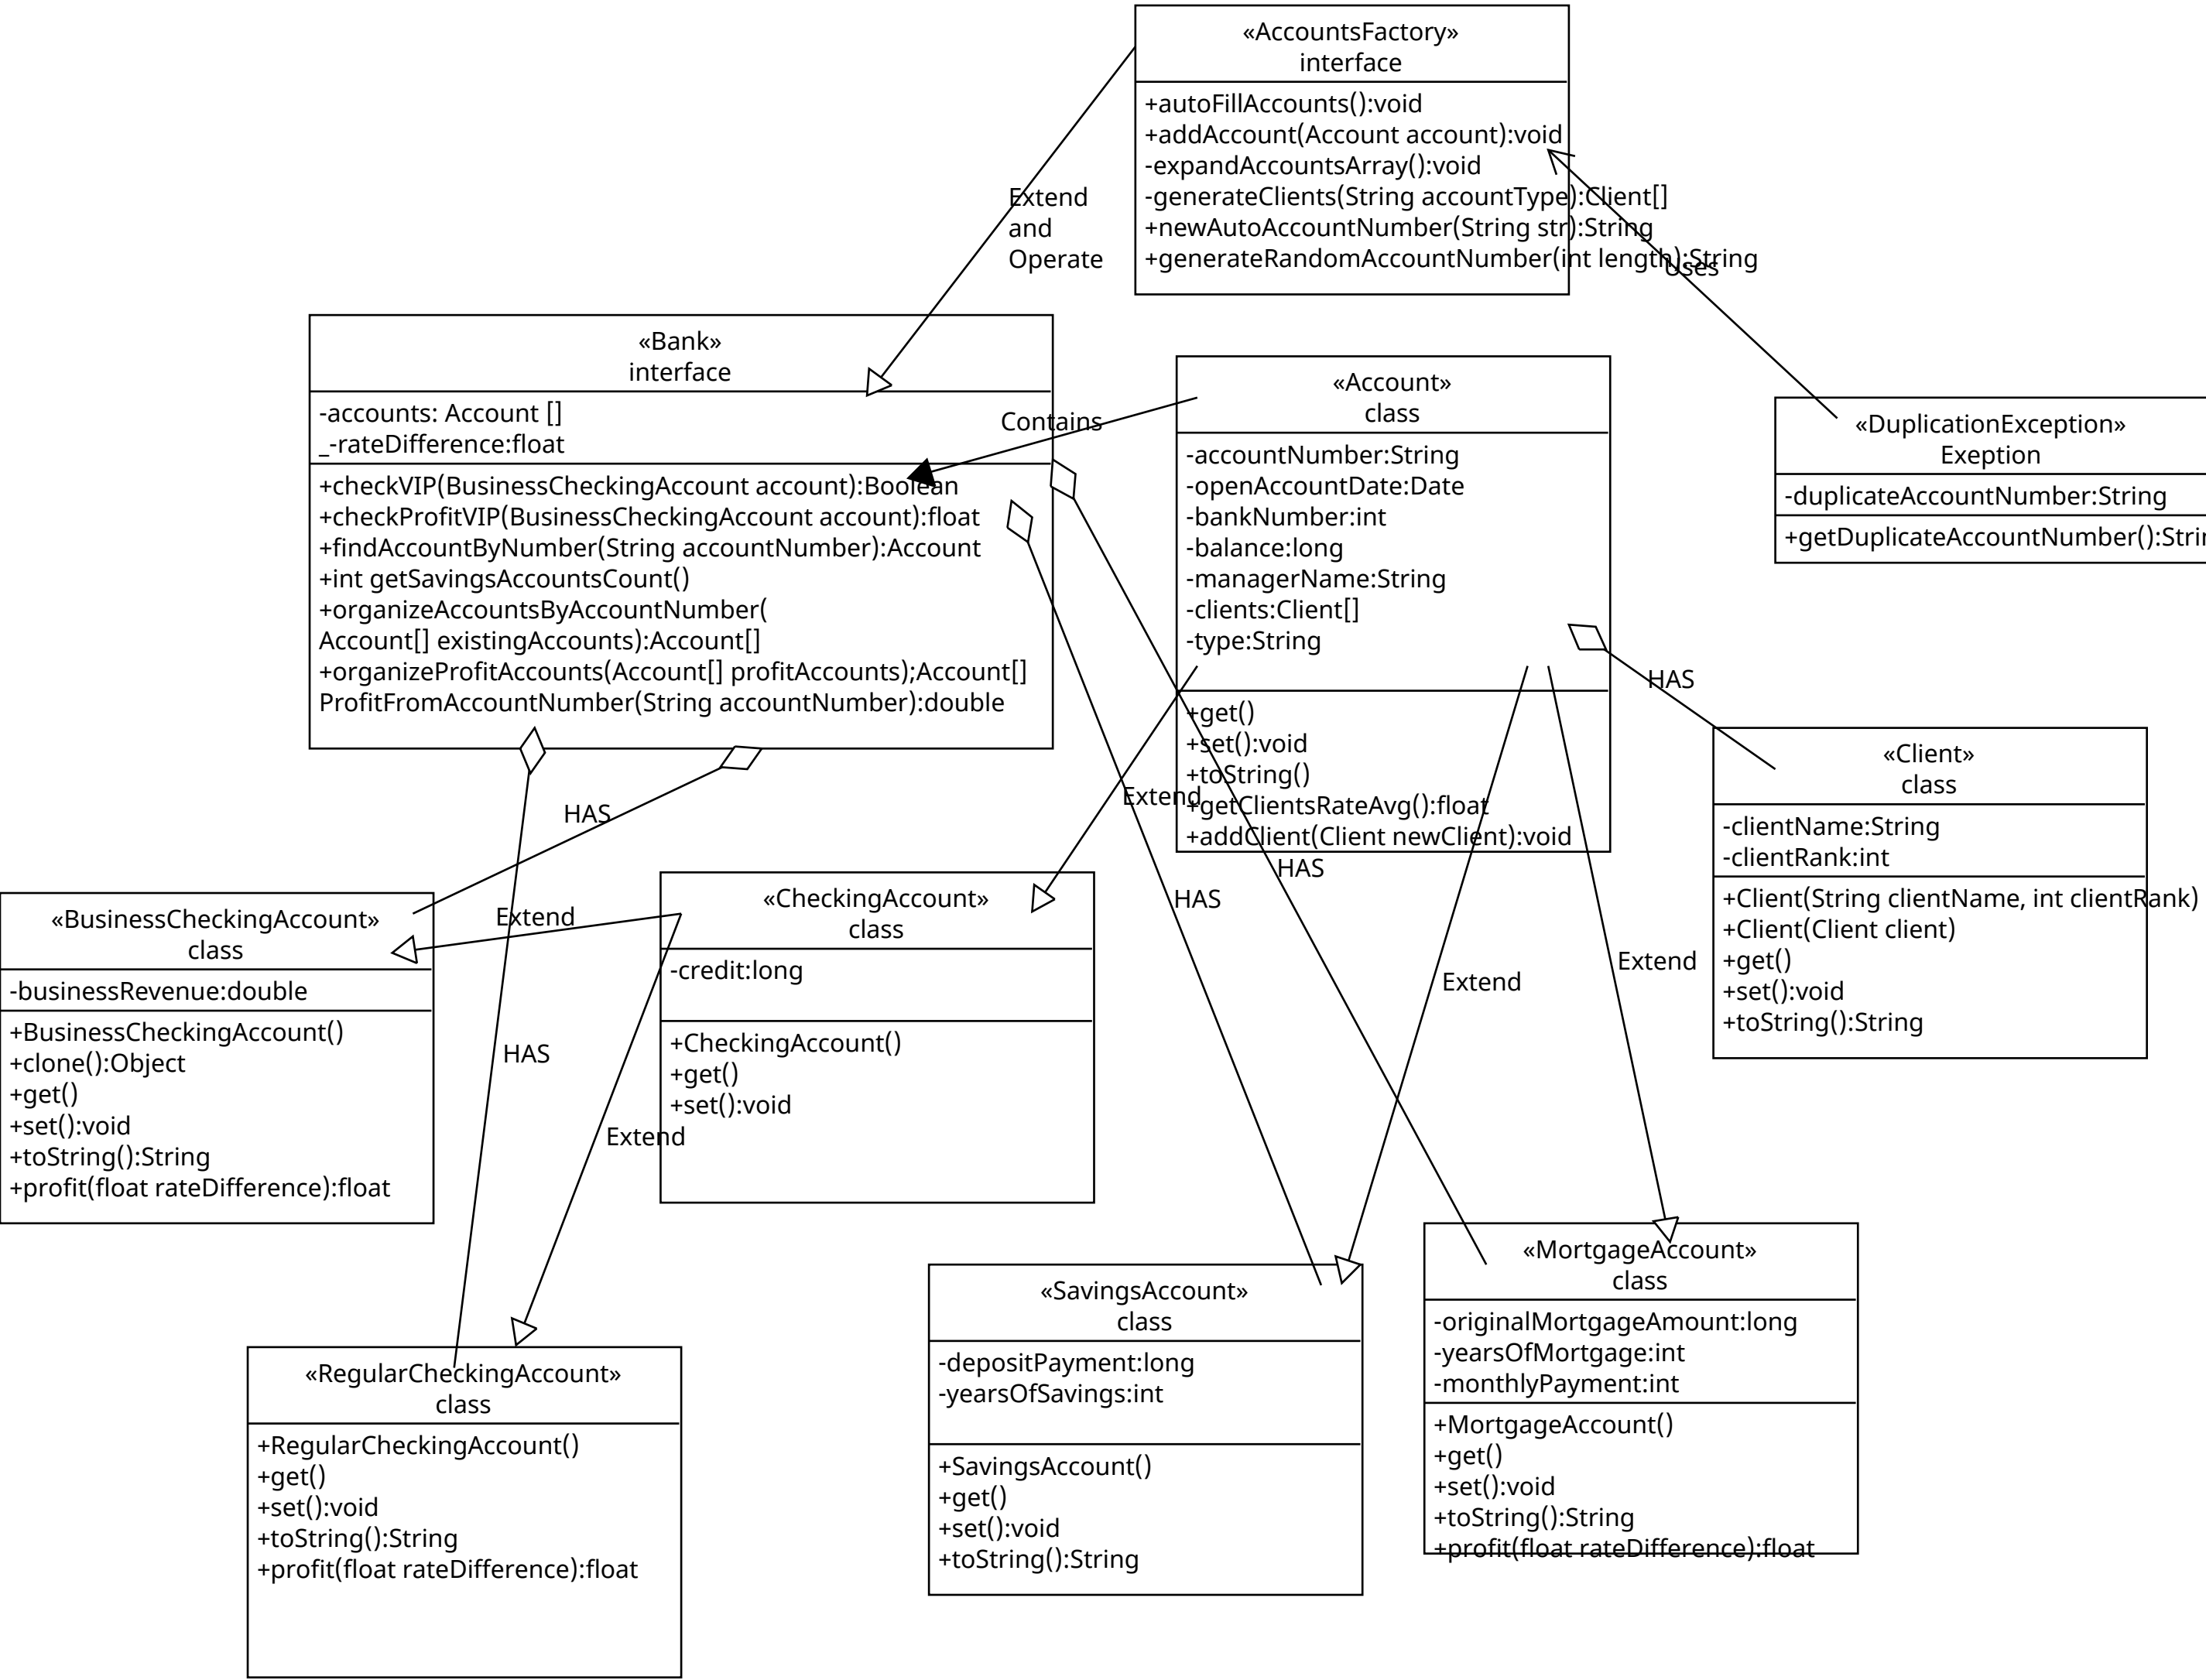 «AccountsFactory»
interface
+autoFillAccounts():void
+addAccount(Account account):void
-expandAccountsArray():void
-generateClients(String accountType):Client[]
+newAutoAccountNumber(String str):String
+generateRandomAccountNumber(int length):String
Extend
and
Operate
Uses
«Bank»
interface
-accounts: Account []
_-rateDifference:float
+checkVIP(BusinessCheckingAccount account):Boolean
+checkProfitVIP(BusinessCheckingAccount account):float
+findAccountByNumber(String accountNumber):Account
+int getSavingsAccountsCount()
+organizeAccountsByAccountNumber(
Account[] existingAccounts):Account[]
+organizeProfitAccounts(Account[] profitAccounts);Account[]
ProfitFromAccountNumber(String accountNumber):double
Contains
«Account»
class
-accountNumber:String
-openAccountDate:Date
-bankNumber:int
-balance:long
-managerName:String
-clients:Client[]
-type:String
+get()
+set():void
+toString()
+getClientsRateAvg():float
+addClient(Client newClient):void
«DuplicationException»
Exeption
-duplicateAccountNumber:String
+getDuplicateAccountNumber():Strin
HAS
«Client»
class
-clientName:String
-clientRank:int
+Client(String clientName, int clientRank)
+Client(Client client)
+get()
+set():void
+toString():String
HAS
Extend
HAS
HAS
Extend
Extend
Extend
HAS
Extend
«BusinessCheckingAccount»
class
-businessRevenue:double
+BusinessCheckingAccount()
+clone():Object
+get()
+set():void
+toString():String
+profit(float rateDifference):float
«CheckingAccount»
class
-credit:long
+CheckingAccount()
+get()
+set():void
«RegularCheckingAccount»
class
+RegularCheckingAccount()
+get()
+set():void
+toString():String
+profit(float rateDifference):float
«SavingsAccount»
class
-depositPayment:long
-yearsOfSavings:int
+SavingsAccount()
+get()
+set():void
+toString():String
«MortgageAccount»
class
-originalMortgageAmount:long
-yearsOfMortgage:int
-monthlyPayment:int
+MortgageAccount()
+get()
+set():void
+toString():String
+profit(float rateDifference):float